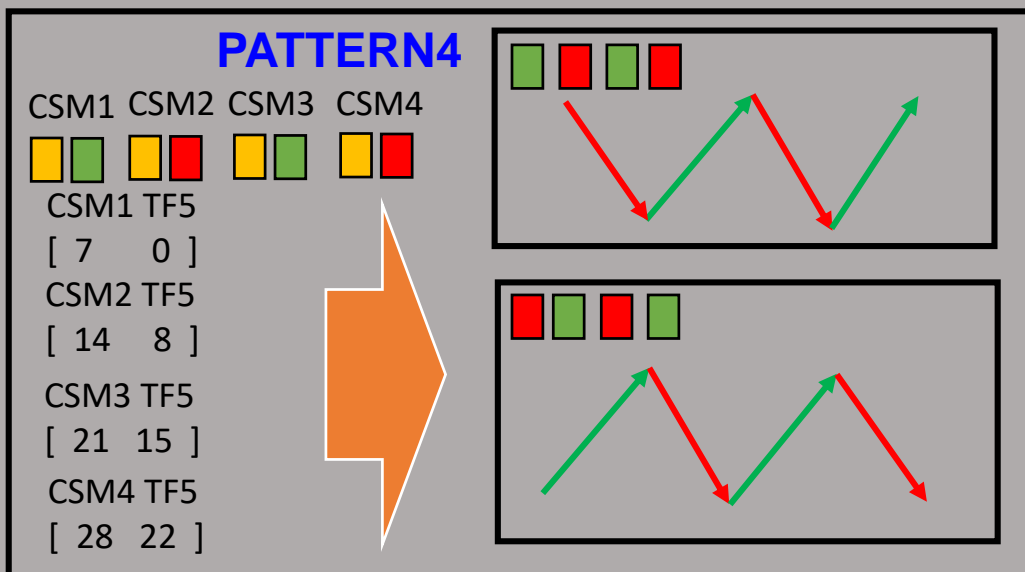 PATTERN4
CSM1 CSM2 CSM3 CSM4
CSM1 TF5
[ 7 0 ]
CSM2 TF5
[ 14 8 ]
CSM3 TF5
[ 21 15 ]
CSM4 TF5
[ 28 22 ]